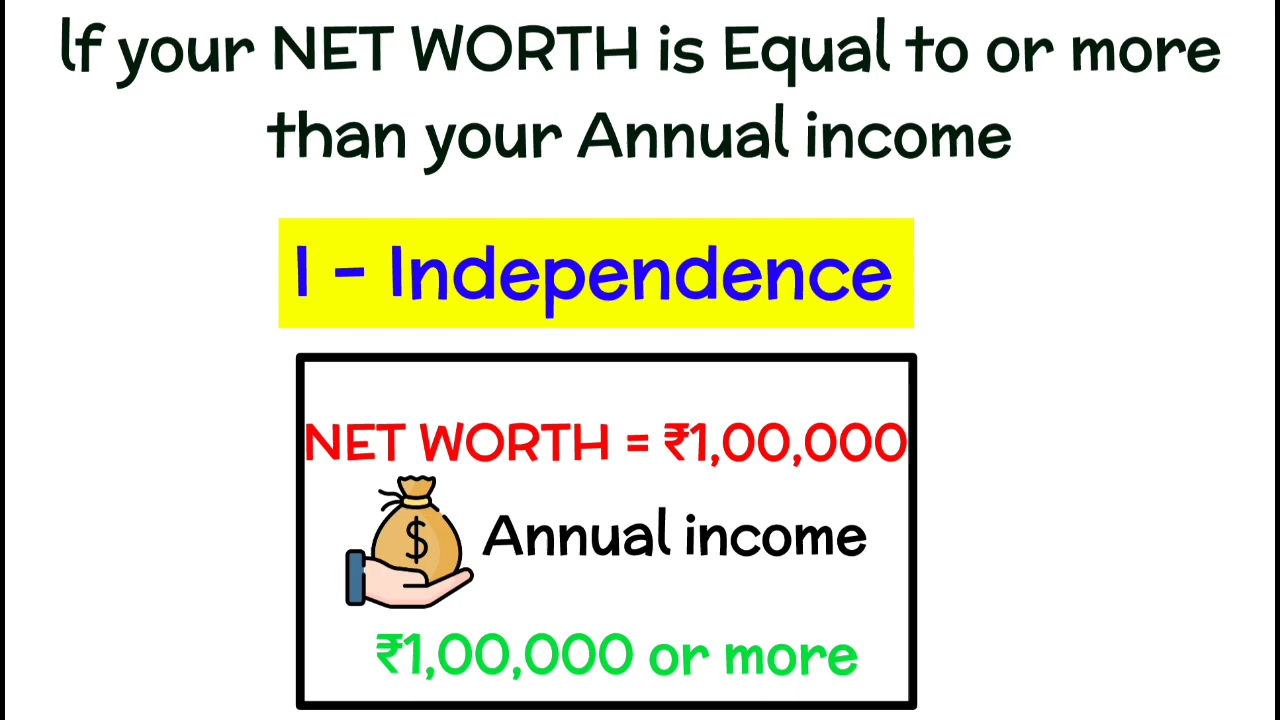 If your NET WORTH is Equal to or more
than your Annual income
I - Independence
NET WORTH = ₹1,00,000
$
Annual income
₹1,00,000 or more